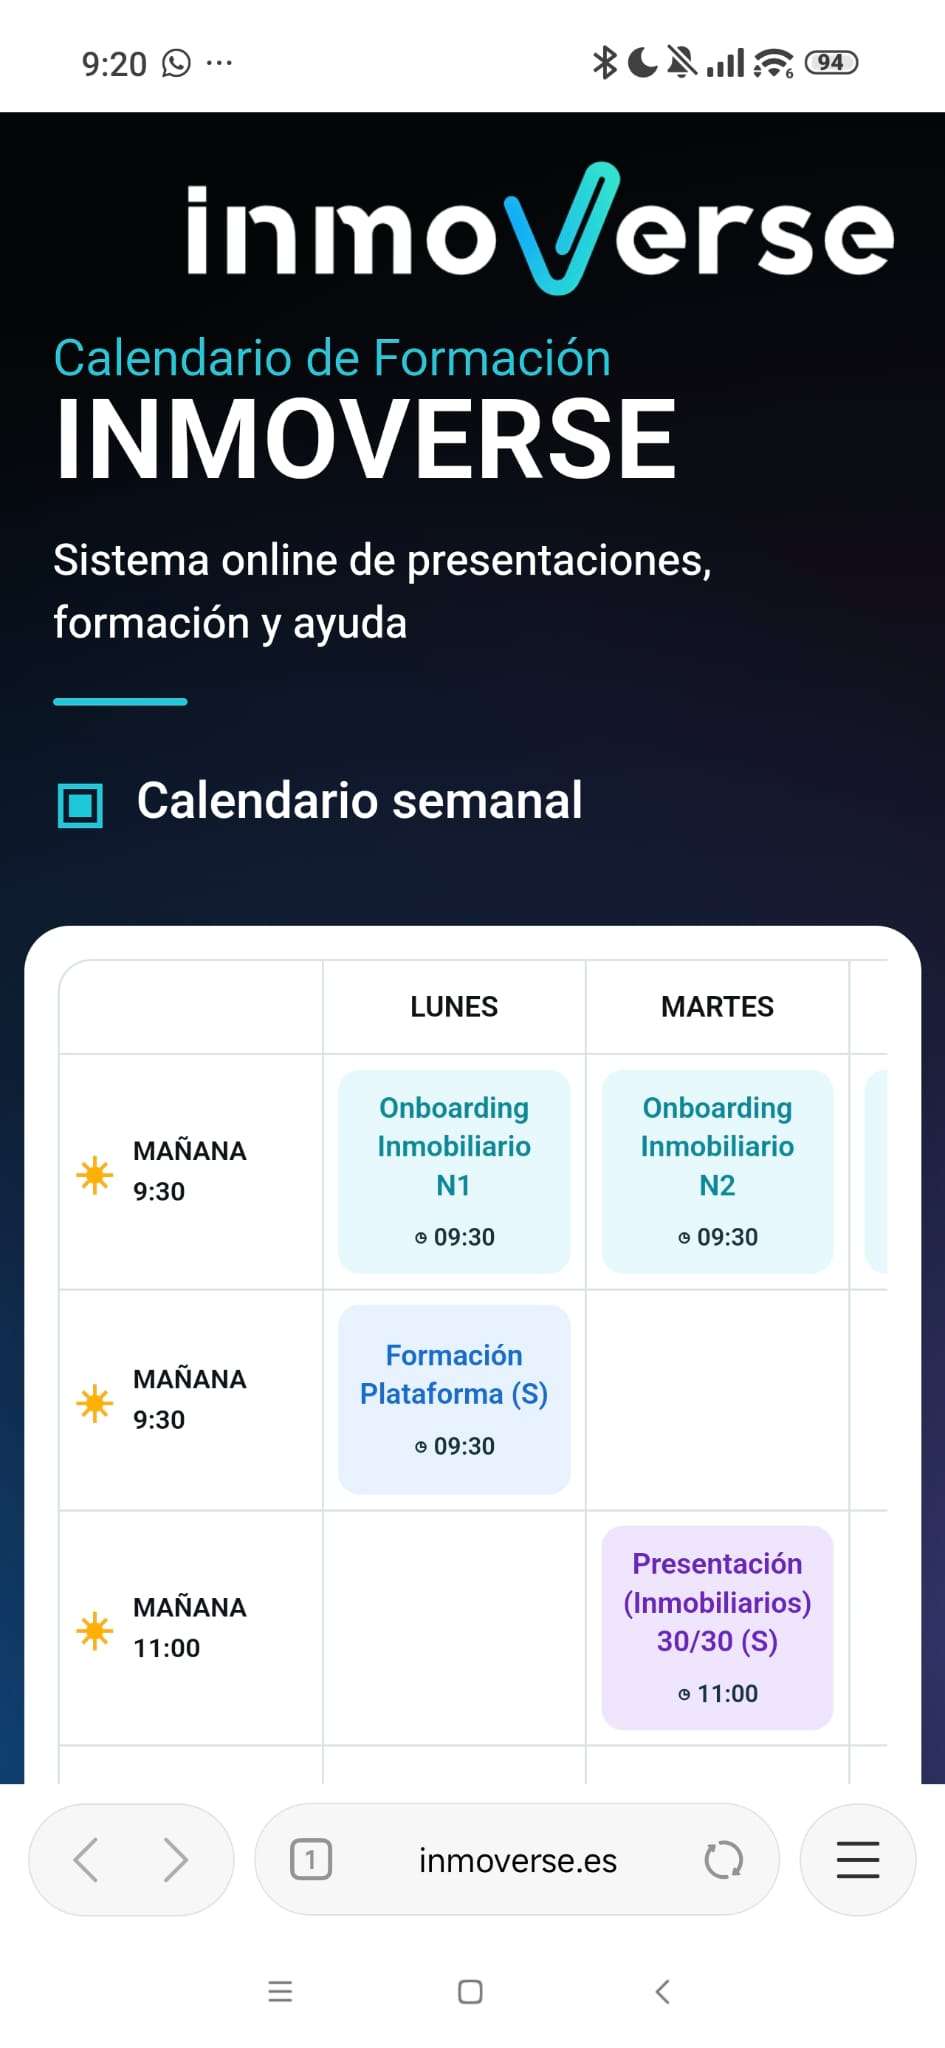 9:20
94
6
inmoverse
Calendario de Formación
INMOVERSE
Sistema online de presentaciones,
formación y ayuda
Calendario semanal
LUNES
MARTES
MAÑANA
9:30
Onboarding
Inmobiliario
N1
09:30
Onboarding
Inmobiliario
N2
09:30
MAÑANA
9:30
Formación
Plataforma (S)
09:30
MAÑANA
11:00
Presentación
(Inmobiliarios)
30/30 (S)
11:00
1
inmoverse.es